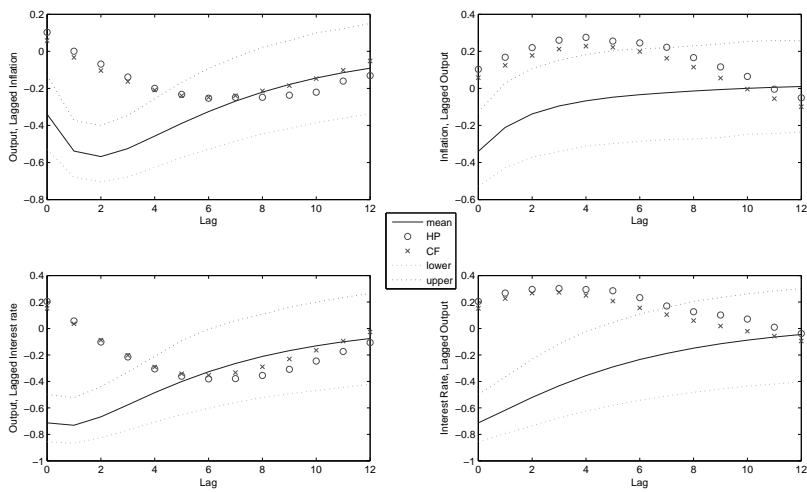 0.2
0
−0.2
−0.4
−0.6
−0.8
0 2 4 6 8 10 12
Lag
Output, Lagged Inflation
0.4
0.2
0
−0.2
−0.4
−0.6
0 2 4 6 8 10 12
Lag
Inflation, Lagged Output
mean
HP
CF
lower
upper
0.4
0.2
0
−0.2
−0.4
−0.6
−0.8
−1
0 2 4 6 8 10 12
Lag
Output, Lagged Interest rate
0.4
0.2
0
−0.2
−0.4
−0.6
−0.8
−1
0 2 4 6 8 10 12
Lag
Interest Rate, Lagged Output